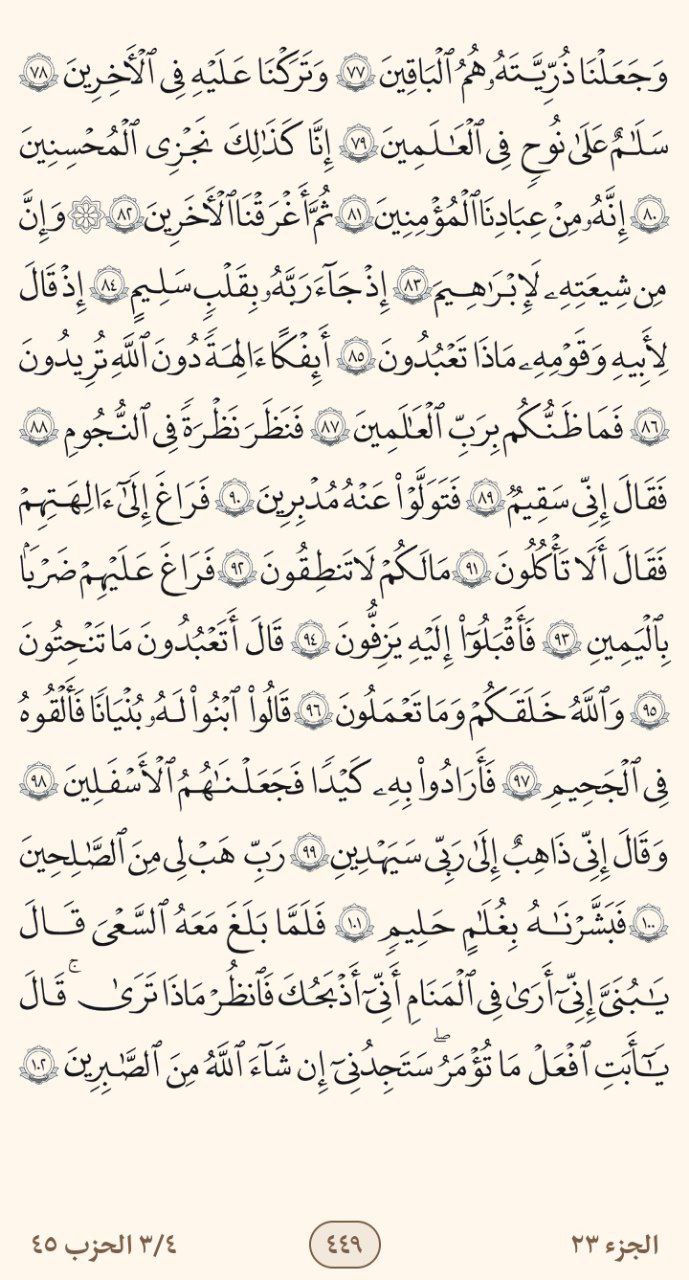 وَجَعَلْنَا ذُرِّيَّتَهُۥ هُمُ ٱلْبَاقِينَ ٧٧ وَتَرَكْنَا عَلَيْهِ فِى ٱلْأَخِرِينَ ٧٨
سَلَٰمٌ عَلَىٰ نُوحٍ فِى ٱلْعَٰلَمِينَ ٧٩ إِنَّا كَذَٰلِكَ نَجْزِى ٱلْمُحْسِنِينَ
٨٠ إِنَّهُۥ مِنْ عِبَادِنَا ٱلْمُؤْمِنِينَ ٨١ ثُمَّ أَغْرَقْنَا ٱلْأَخَرِينَ ٨٢ ۞ وَإِنَّ
مِن شِيعَتِهِۦ لَإِبْرَٰهِيمَ ٨٣ إِذْ جَآءَ رَبَّهُۥ بِقَلْبٍ سَلِيمٍ ٨٤ إِذْ قَالَ
لِأَبِيهِ وَقَوْمِهِۦ مَاذَا تَعْبُدُونَ ٨٥ أَئِفْكًا ءَالِهَةً دُونَ ٱللَّهِ تُرِيدُونَ
٨٦ فَمَا ظَنُّكُم بِرَبِّ ٱلْعَٰلَمِينَ ٨٧ فَنَظَرَ نَظْرَةً فِى ٱلنُّجُومِ ٨٨
فَقَالَ إِنِّى سَقِيمٌ ٨٩ فَتَوَلَّوْا۟ عَنْهُ مُدْبِرِينَ ٩٠ فَرَاغَ إِلَىٰٓ ءَالِهَتِهِمْ
فَقَالَ أَلَا تَأْكُلُونَ ٩١ مَا لَكُمْ لَا تَنطِقُونَ ٩٢ فَرَاغَ عَلَيْهِمْ ضَرْبًۢا
بِٱلْيَمِينِ ٩٣ فَأَقْبَلُوٓا۟ إِلَيْهِ يَزِفُّونَ ٩٤ قَالَ أَتَعْبُدُونَ مَا تَنْحِتُونَ
٩٥ وَٱللَّهُ خَلَقَكُمْ وَمَا تَعْمَلُونَ ٩٦ قَالُوا۟ ٱبْنُوا۟ لَهُۥ بُنْيَٰنًا فَأَلْقُوهُ
فِى ٱلْجَحِيمِ ٩٧ فَأَرَادُوا۟ بِهِۦ كَيْدًا فَجَعَلْنَٰهُمُ ٱلْأَسْفَلِينَ ٩٨
وَقَالَ إِنِّى ذَاهِبٌ إِلَىٰ رَبِّى سَيَهْدِينِ ٩٩ رَبِّ هَبْ لِى مِنَ ٱلصَّٰلِحِينَ
١٠٠ فَبَشَّرْنَٰهُ بِغُلَٰمٍ حَلِيمٍ ١٠١ فَلَمَّا بَلَغَ مَعَهُ ٱلسَّعْىَ قَالَ
يَٰبُنَىَّ إِنِّىٓ أَرَىٰ فِى ٱلْمَنَامِ أَنِّىٓ أَذْبَحُكَ فَٱنظُرْ مَاذَا تَرَىٰ ۚ قَالَ
يَٰٓأَبَتِ ٱفْعَلْ مَا تُؤْمَرُ ۖ سَتَجِدُنِىٓ إِن شَآءَ ٱللَّهُ مِنَ ٱلصَّٰبِرِينَ ١٠٢
الجزء ٢٣ ٤٤٩ ٣/٤ الحزب ٤٥